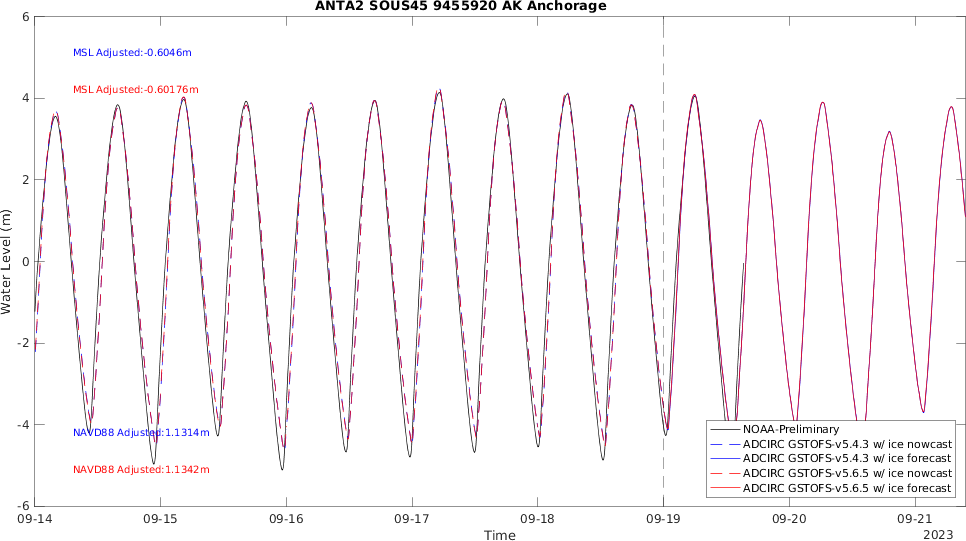 ANTA2 SOUS45 9455920 AK Anchorage
6
MSL Adjusted:-0.6046m
MSL Adjusted:-0.60176m
4
2
0
-2
-4
-6
Water Level (m)
NAVD88 Adjusted:1.1314m
NAVD88 Adjusted:1.1342m
NOAA-Preliminary
ADCIRC GSTOFS-v5.4.3 w/ ice nowcast
ADCIRC GSTOFS-v5.4.3 w/ ice forecast
ADCIRC GSTOFS-v5.6.5 w/ ice nowcast
ADCIRC GSTOFS-v5.6.5 w/ ice forecast
09-14 09-15 09-16 09-17 09-18 09-19 09-20 09-21
Time
2023